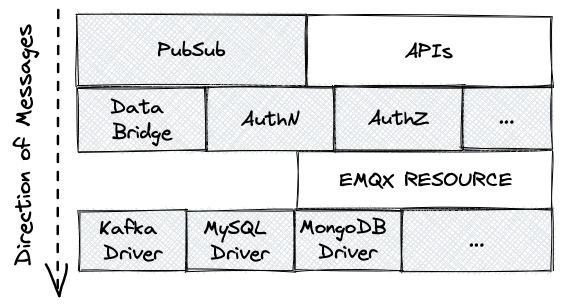 Direction of Messages
PubSub
APIs
Data
Bridge
AuthN
AuthZ
...
EMQX RESOURCE
Kafka
Driver
MySQL
Driver
MongoDB
Driver
...